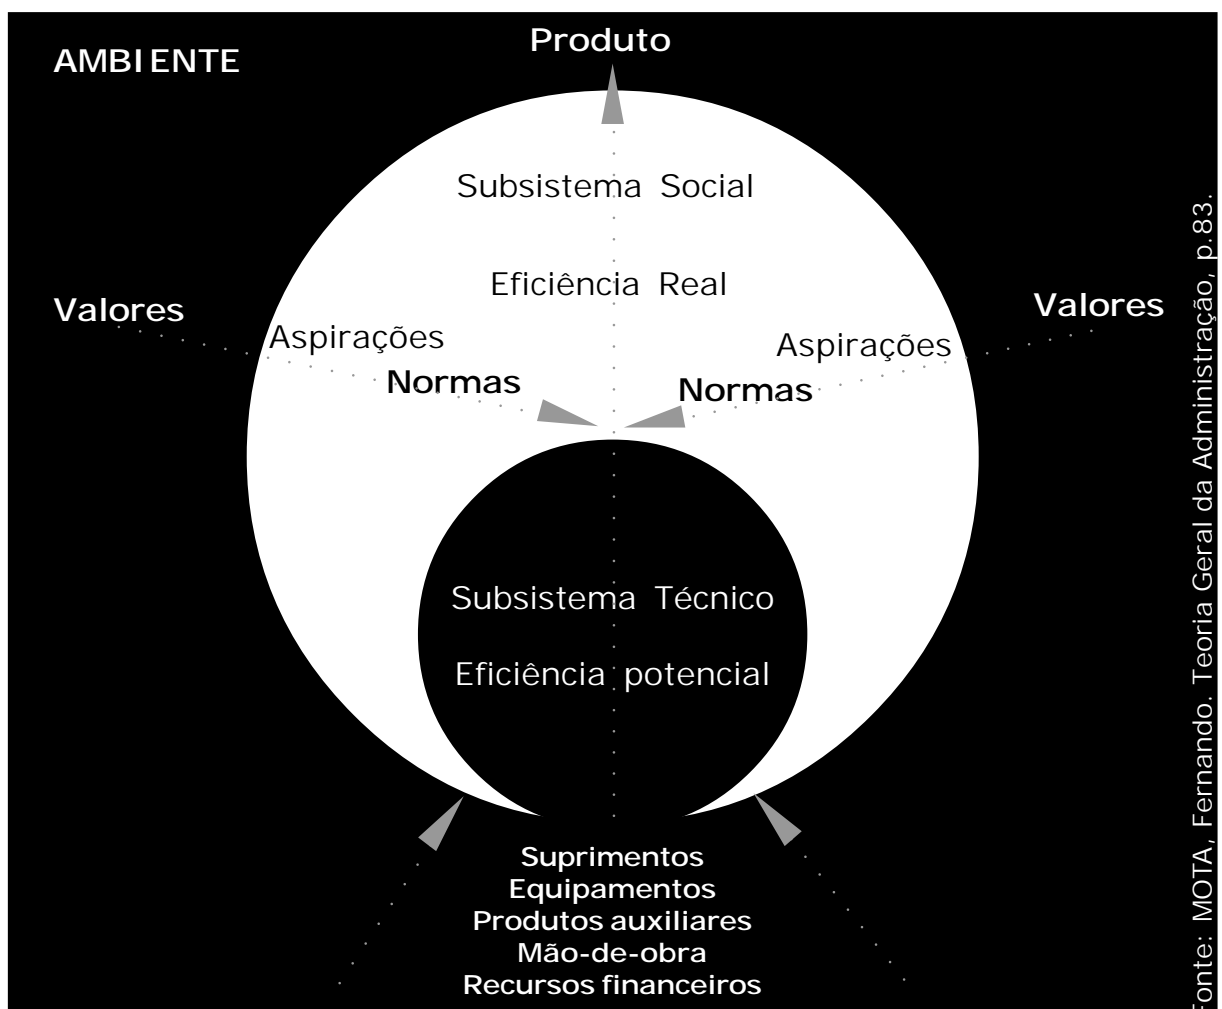 Produto
AMBIENTE
Subsistema Social
Eficiência Real
Valores
Valores
Aspirações
Aspirações
Normas
Normas
Subsistema Técnico
Eficiência potencial
Suprimentos
Equipamentos
Produtos auxiliares
Mão-de-obra
Recursos financeiros
Fonte: MOTA, Fernando. Teoria Geral da Administração, p.83.